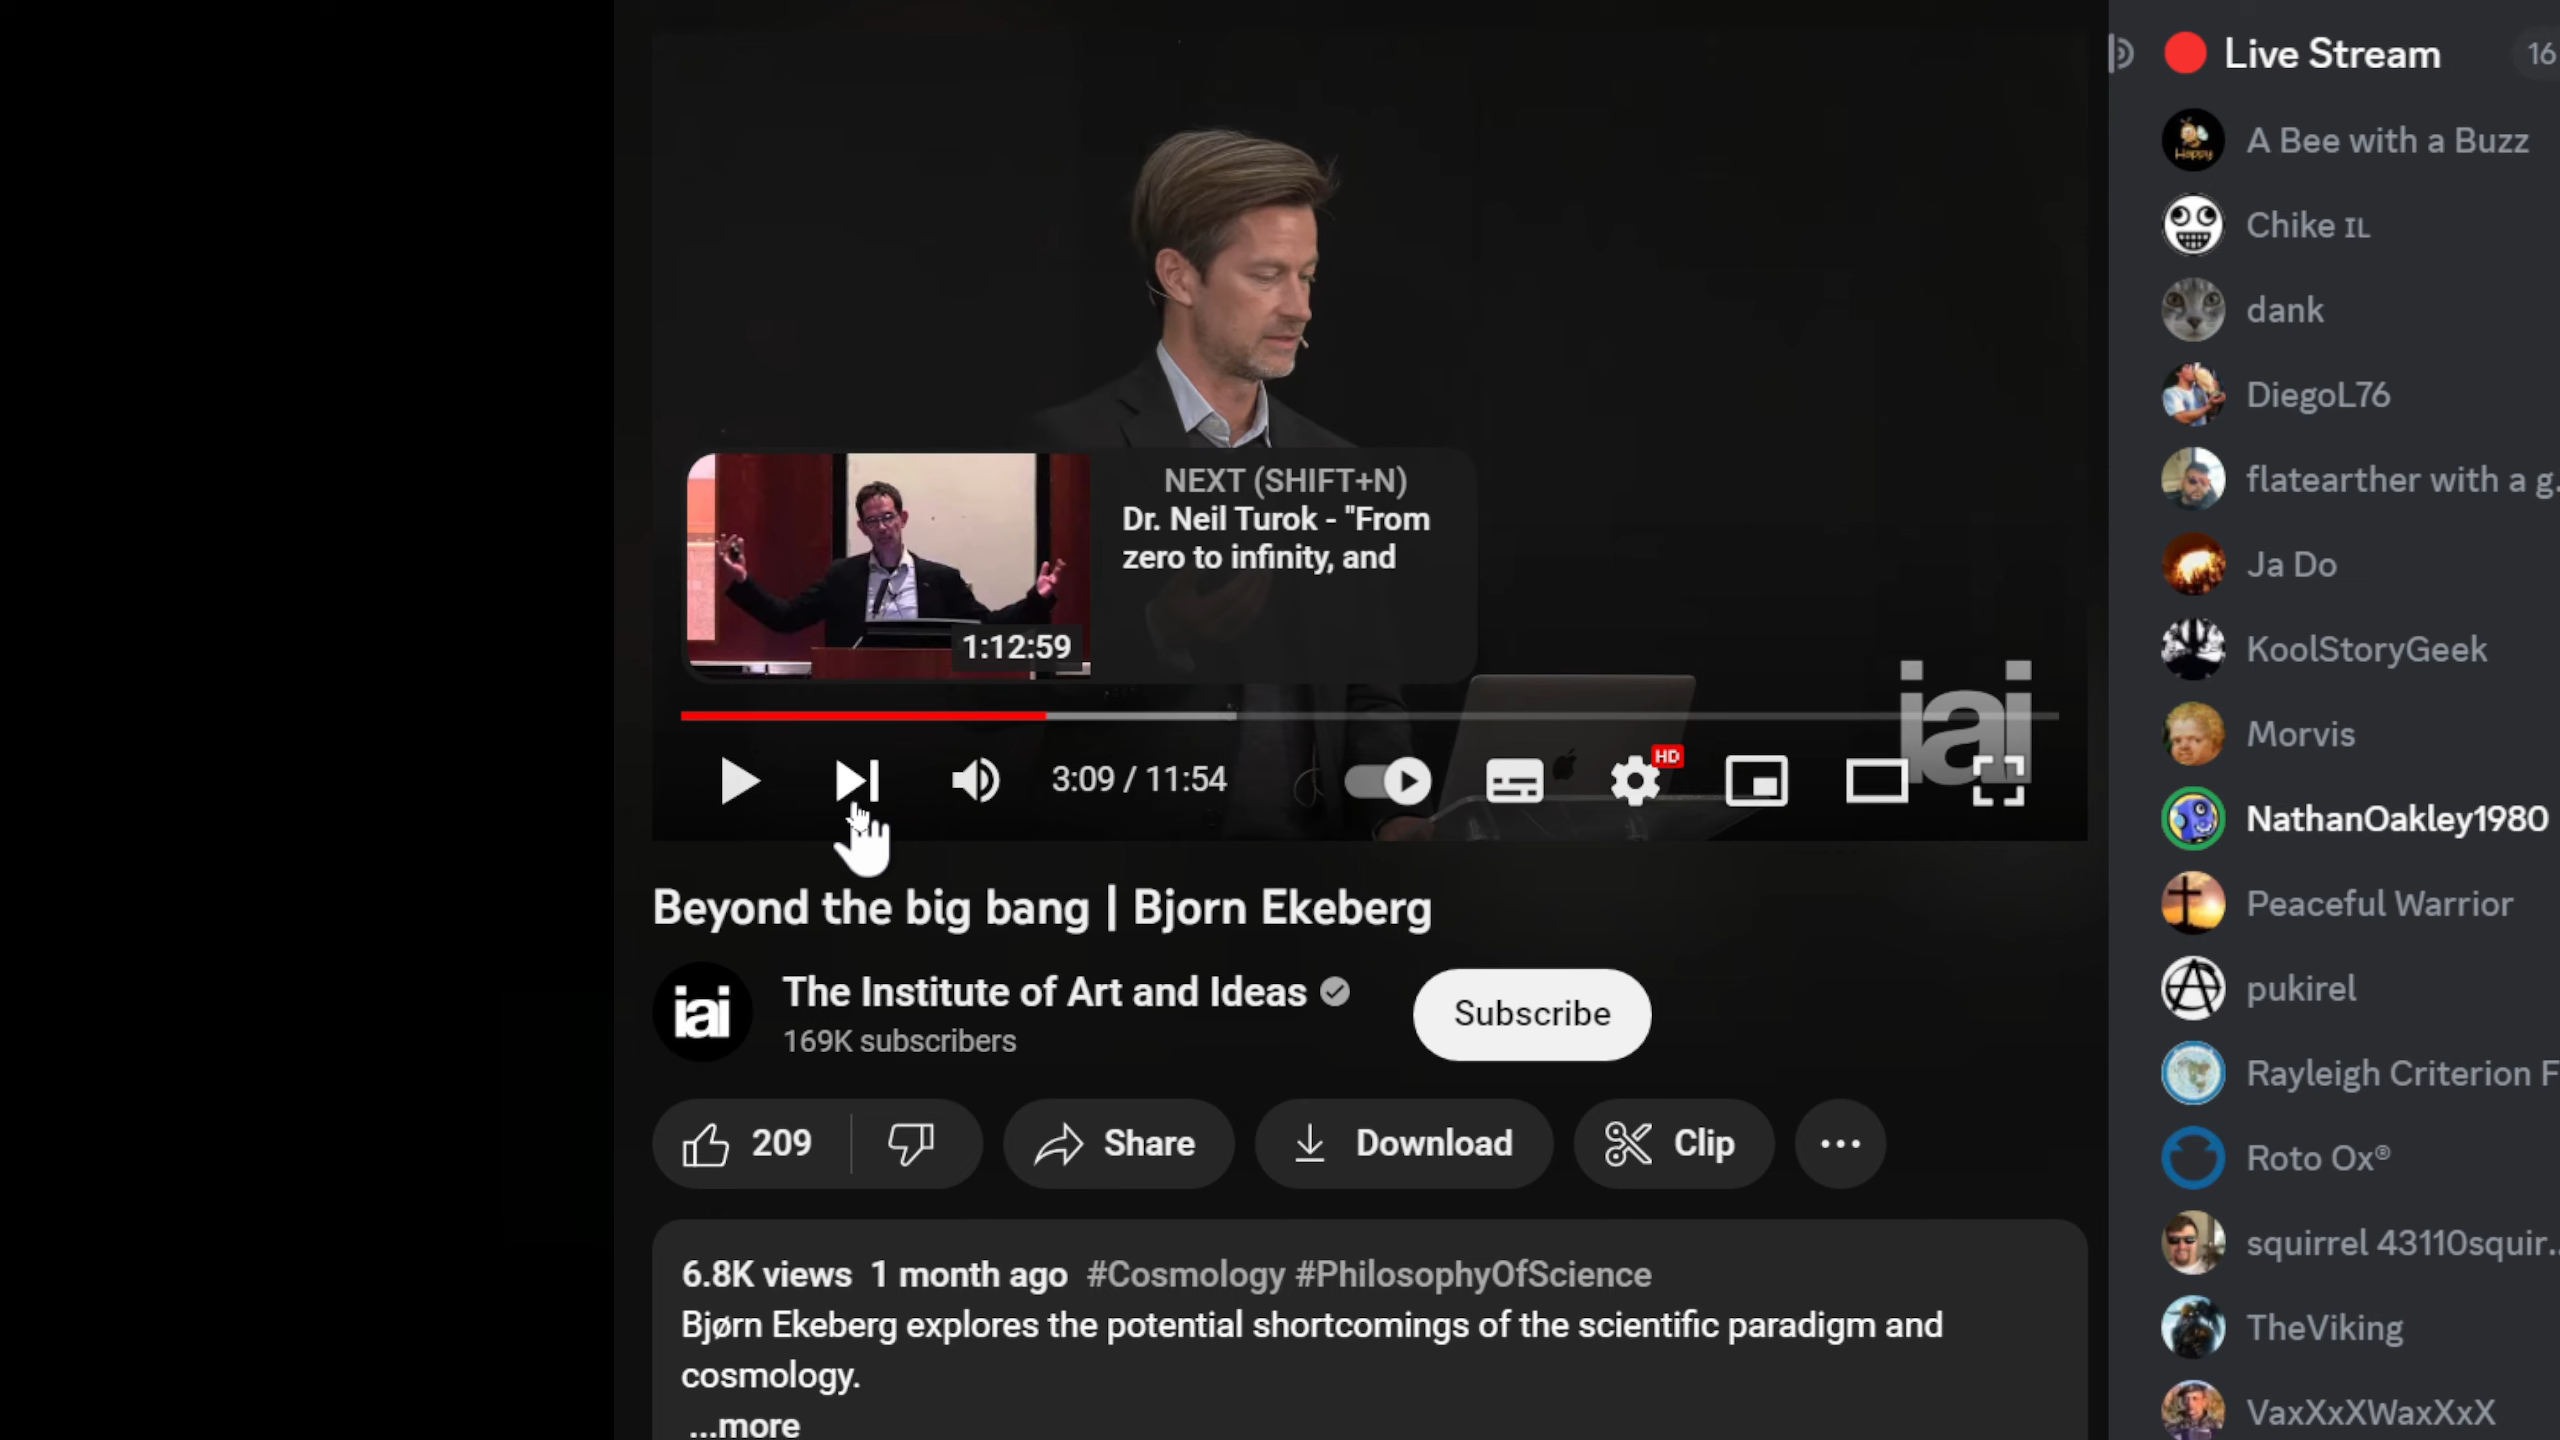 NEXT (SHIFT+N)
Dr. Neil Turok - "From
zero to infinity, and
1:12:59
iai
HD
3:09 / 11:54
Beyond the big bang | Bjorn Ekeberg
iai
The Institute of Art and Ideas
169K subscribers
Subscribe
209
Share
Download
Clip
6.8K views 1 month ago #Cosmology #PhilosophyOfScience
Bjørn Ekeberg explores the potential shortcomings of the scientific paradigm and
cosmology.
...more
Live Stream
16
A Bee with a Buzz
Happy
Chike IL
dank
DiegoL76
flatearther with a g.
Ja Do
KoolStoryGeek
Morvis
NathanOakley1980
Peaceful Warrior
pukirel
Rayleigh Criterion F
Roto Ox®
squirrel 43110squir..
TheViking
VaxXxXWaxXxX